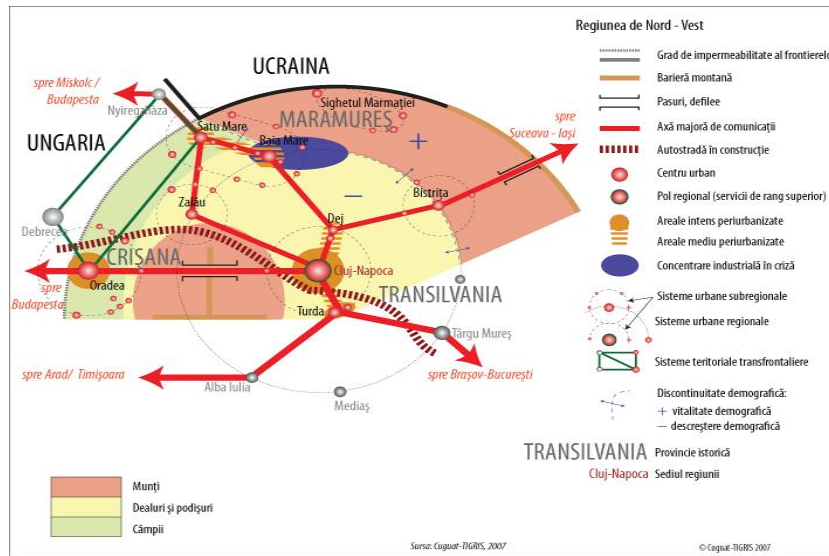 Regiunea de Nord - Vest
UCRAINA
spre Miskolc /
Budapesta
Nyiregzháza
Sighetul Marmației
MARAMUREȘ
spre
Suceava - Iași
UNGARIA
Satu Mare
Baia Mare
+
−
Zalău
Bistrița
Dej
Debrecen
CRIȘANA
Cluj-Napoca
Oradea
spre
Budapesta
TRANSILVANIA
Turda
Târgu Mureș
spre Arad/ Timișoara
Alba Iulia
spre Brașov-București
Mediaș
Grad de impermeabilitate al frontierelo
Barieră montană
Pasuri, defilee
Axă majoră de comunicații
Autostradă în construcție
Centru urban
Pol regional (servicii de rang superior)
Areale intens periurbanizate
Areale mediu periurbanizate
Concentrare industrială în criză
Sisteme urbane subregionale
Sisteme urbane regionale
Sisteme teritoriale transfrontaliere
Discontinuitate demografică:
+ vitalitate demografică
− descreștere demografică
TRANSILVANIA Provincie istorică
Cluj-Napoca Sediul regiunii
Munți
Dealuri și podișuri
Câmpii
Sursa: Cuguat-TIGRIS, 2007
© Cuguat-TIGRIS 2007